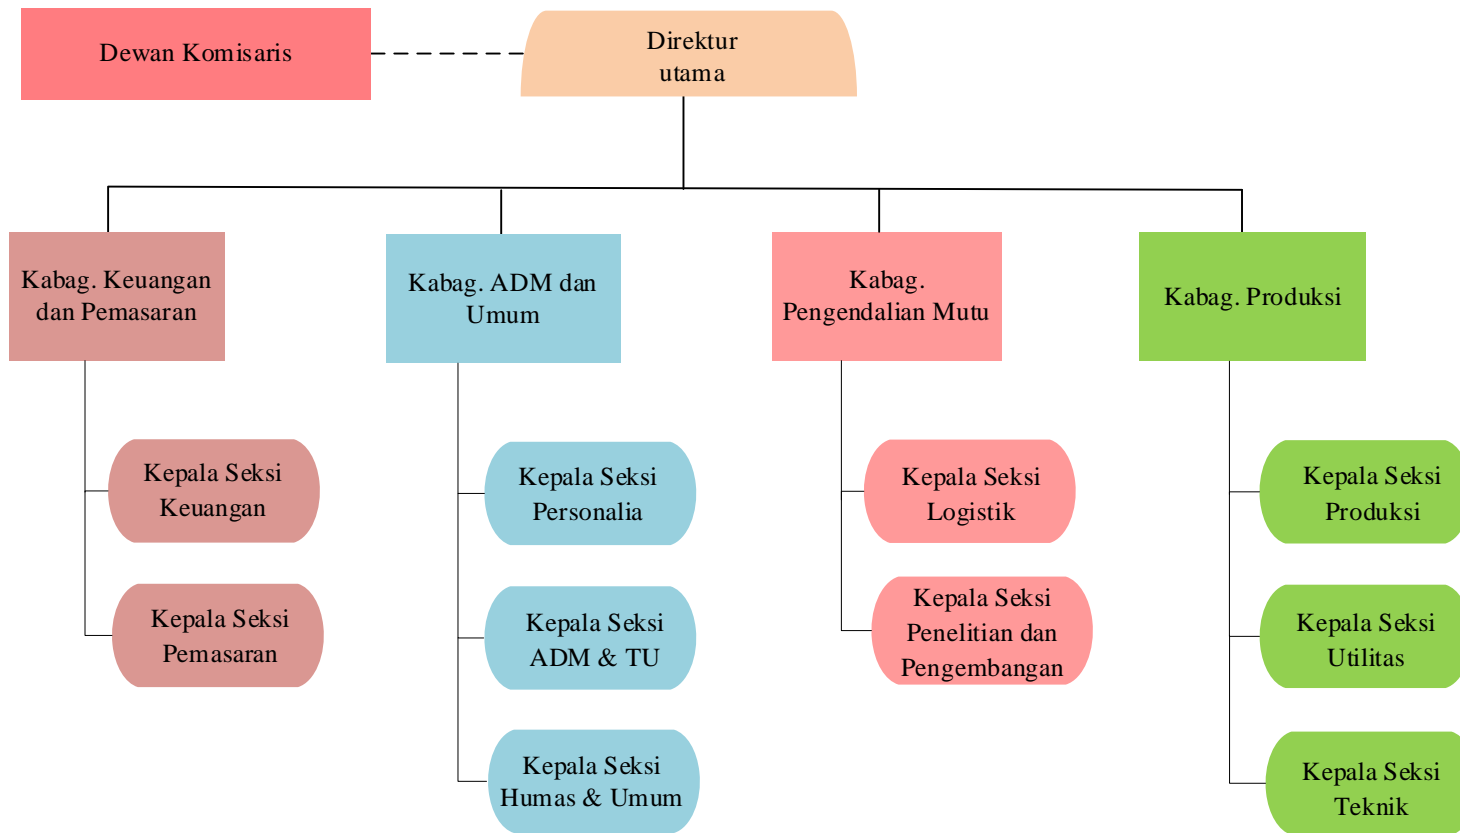 Dewan Komisaris
Direktur
utama
Kabag. Keuangan
dan Pemasaran
Kabag. ADM dan
Umum
Kabag.
Pengendalian Mutu
Kabag. Produksi
Kepala Seksi
Keuangan
Kepala Seksi
Pemasaran
Kepala Seksi
Personalia
Kepala Seksi
ADM & TU
Kepala Seksi
Humas & Umum
Kepala Seksi
Logistik
Kepala Seksi
Penelitian dan
Pengembangan
Kepala Seksi
Produksi
Kepala Seksi
Utilitas
Kepala Seksi
Teknik